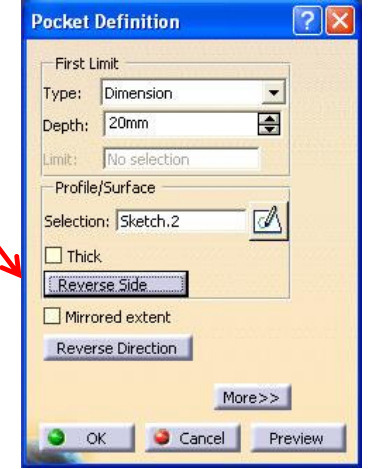 Pocket Definition
First Limit
Type: Dimension
Depth: 20mm
Limit: No selection
Profile/Surface
Selection: Sketch.2
Thick
Reverse Side
Mirrored extent
Reverse Direction
More>>
OK Cancel Preview